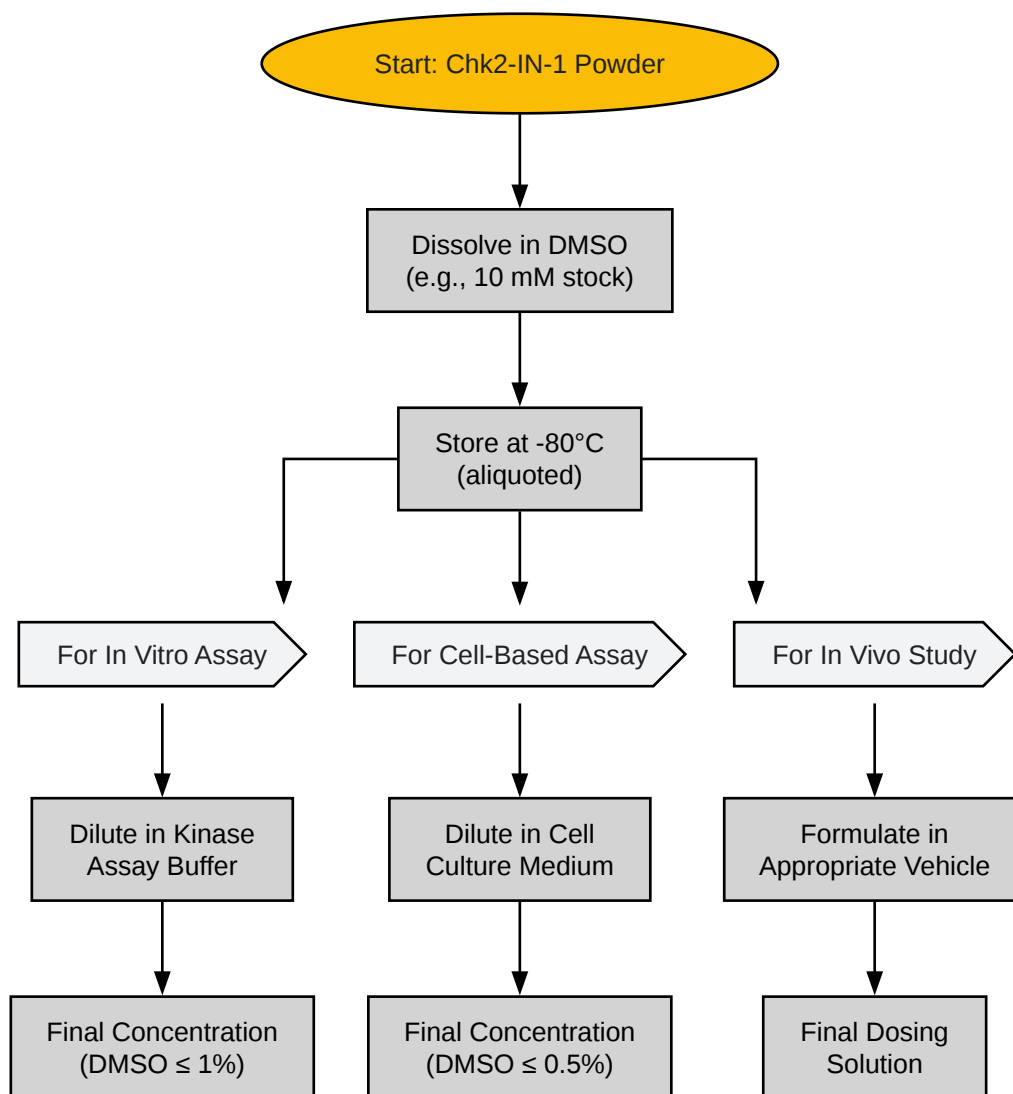 Start: Chk2-IN-1 Powder
Dissolve in DMSO
(e.g., 10 mM stock)
Store at -80°C
(aliquoted)
For In Vitro Assay
For Cell-Based Assay
For In Vivo Study
Dilute in Kinase
Assay Buffer
Dilute in Cell
Culture Medium
Formulate in
Appropriate Vehicle
Final Concentration
(DMSO ≤ 1%)
Final Concentration
(DMSO ≤ 0.5%)
Final Dosing
Solution